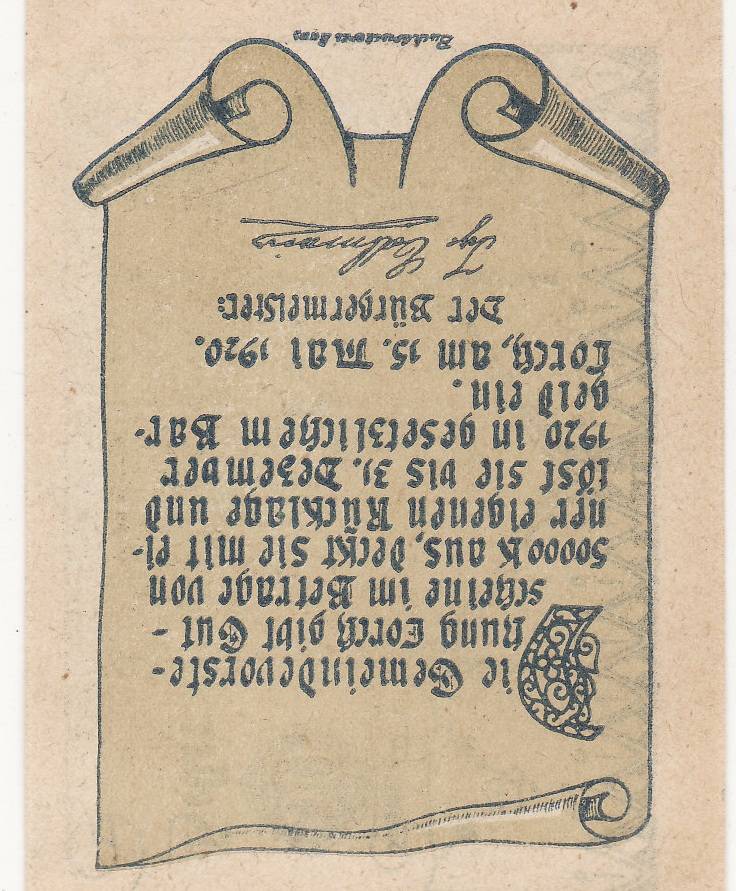 Die Gemeindevorste-
hung Lorch gibt Gut-
scheine im Betrage von
50000 K aus, deckt sie mit ei-
ner eigenen Rücklage und
löst sie bis 31. Dezember
1920 in gesetzlichem Bar-
geld ein.
Lorch, am 15. Mai 1920.
Der Bürgermeister: